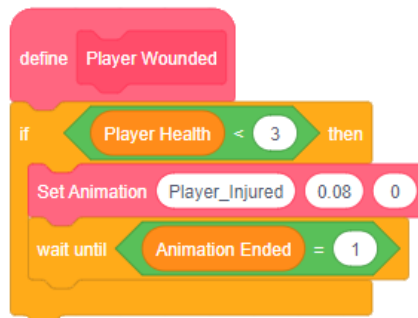 define Player Wounded
if Player Health < 3 then
Set Animation Player_Injured 0.08 0
wait until Animation Ended = 1